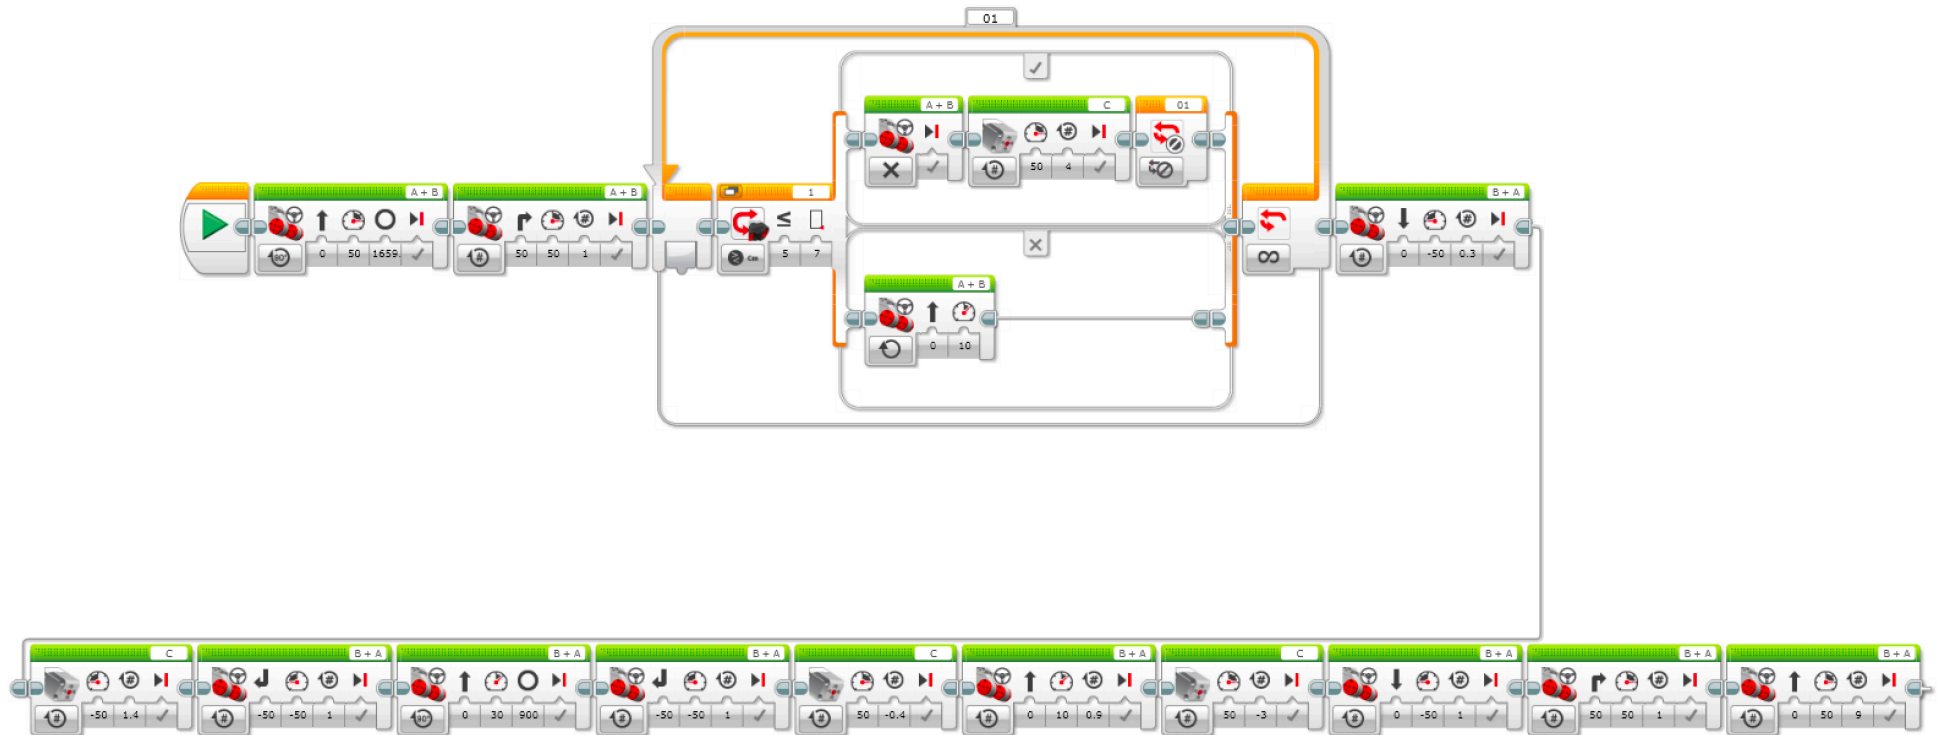 01
A + B
C
01
50 4
A + B
A + B
1
B + A
0 50 1659.
50 50 1
5 7
0 -50 0.3
A + B
0 10
C
B + A
B + A
B + A
C
B + A
C
B + A
B + A
B + A
-50 1.4
-50 -50 1
0 30 900
-50 -50 1
50 -0.4
0 10 0.9
50 -3
0 -50 1
50 50 1
0 50 9